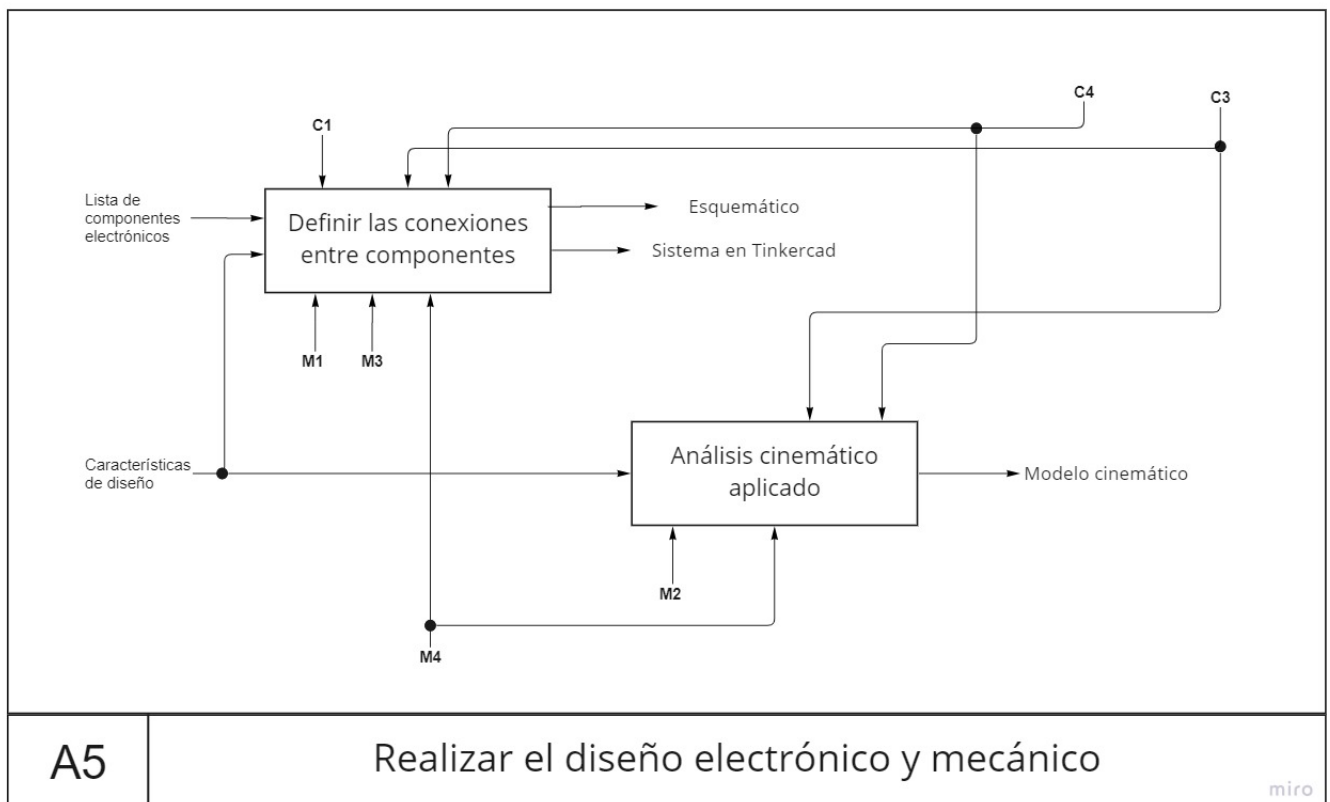 C4
C3
C1
Lista de
componentes
electrónicos
Definir las conexiones
entre componentes
Esquemático
Sistema en Tinkercad
M1
M3
Características
de diseño
Análisis cinemático
aplicado
Modelo cinemático
M2
M4
A5
Realizar el diseño electrónico y mecánico
miro